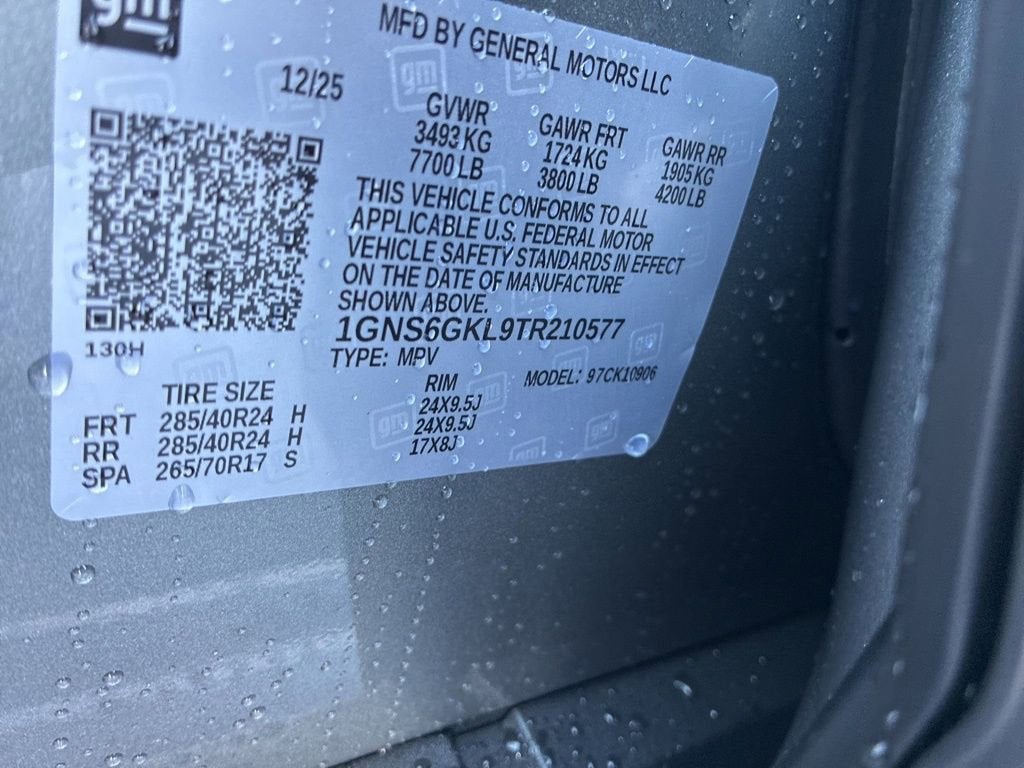 gm
MFD BY GENERAL MOTORS LLC
12/25
GVWR GAWR FRT GAWR RR
3493 KG 1724 KG 1905 KG
7700 LB 3800 LB 4200 LB
THIS VEHICLE CONFORMS TO ALL
APPLICABLE U.S. FEDERAL MOTOR
VEHICLE SAFETY STANDARDS IN EFFECT
ON THE DATE OF MANUFACTURE
SHOWN ABOVE.
1GNS6GKL9TR210577
130H
TYPE: MPV MODEL: 97CK10906
TIRE SIZE RIM
FRT 285/40R24 H 24X9.5J
RR 285/40R24 H 24X9.5J
SPA 265/70R17 S 17X8J